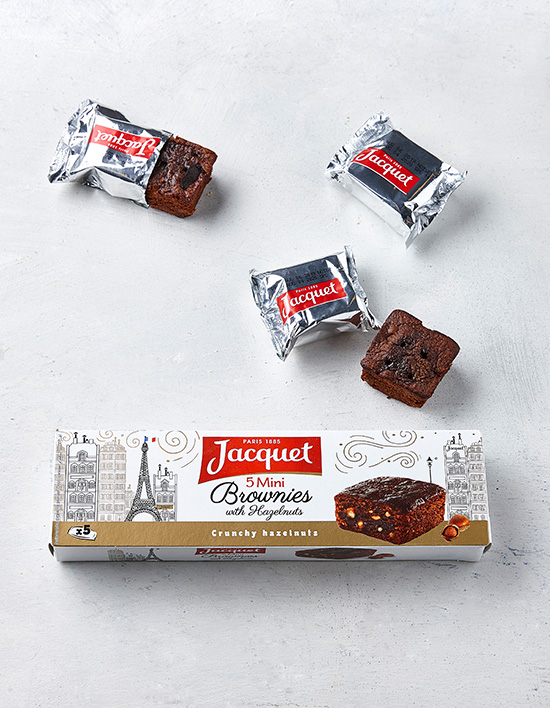 Jacquet
PARIS 1885
Jacquet
PARIS 1885
Jacquet
PARIS 1885
Jacquet
5 Mini
Brownies
with Hazelnuts
x5
Crunchy hazelnuts